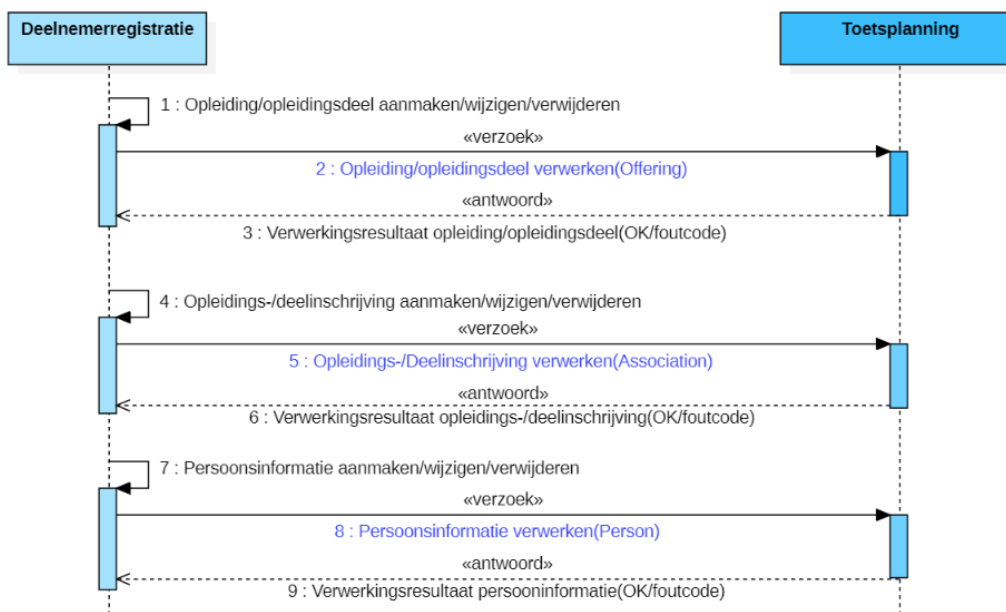 Deelnemerregistratie
Toetsplanning
1 : Opleiding/opleidingsdeel aanmaken/wijzigen/verwijderen
«verzoek»
2 : Opleiding/opleidingsdeel verwerken(Offering)
«antwoord»
3 : Verwerkingsresultaat opleiding/opleidingsdeel(OK/foutcode)
4 : Opleidings-/deelinschrijving aanmaken/wijzigen/verwijderen
«verzoek»
5 : Opleidings-/Deelinschrijving verwerken(Association)
«antwoord»
6 : Verwerkingsresultaat opleidings-/deelinschrijving(OK/foutcode)
7 : Persoonsinformatie aanmaken/wijzigen/verwijderen
«verzoek»
8 : Persoonsinformatie verwerken(Person)
«antwoord»
9 : Verwerkingsresultaat persooninformatie(OK/foutcode)